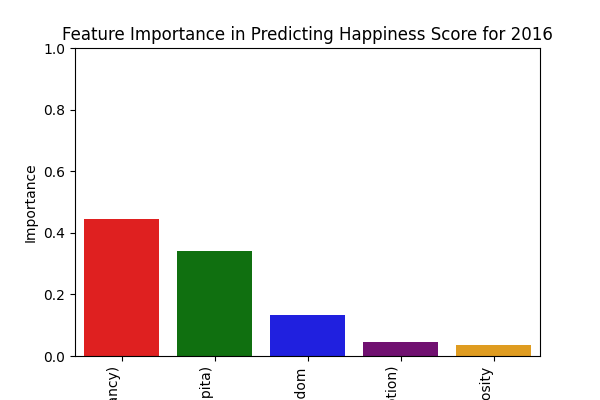 Feature Importance in Predicting Happiness Score for 2016
1.0
0.8
0.6
0.4
0.2
0.0
Importance
ancy)
pita)
dom
tion)
osity